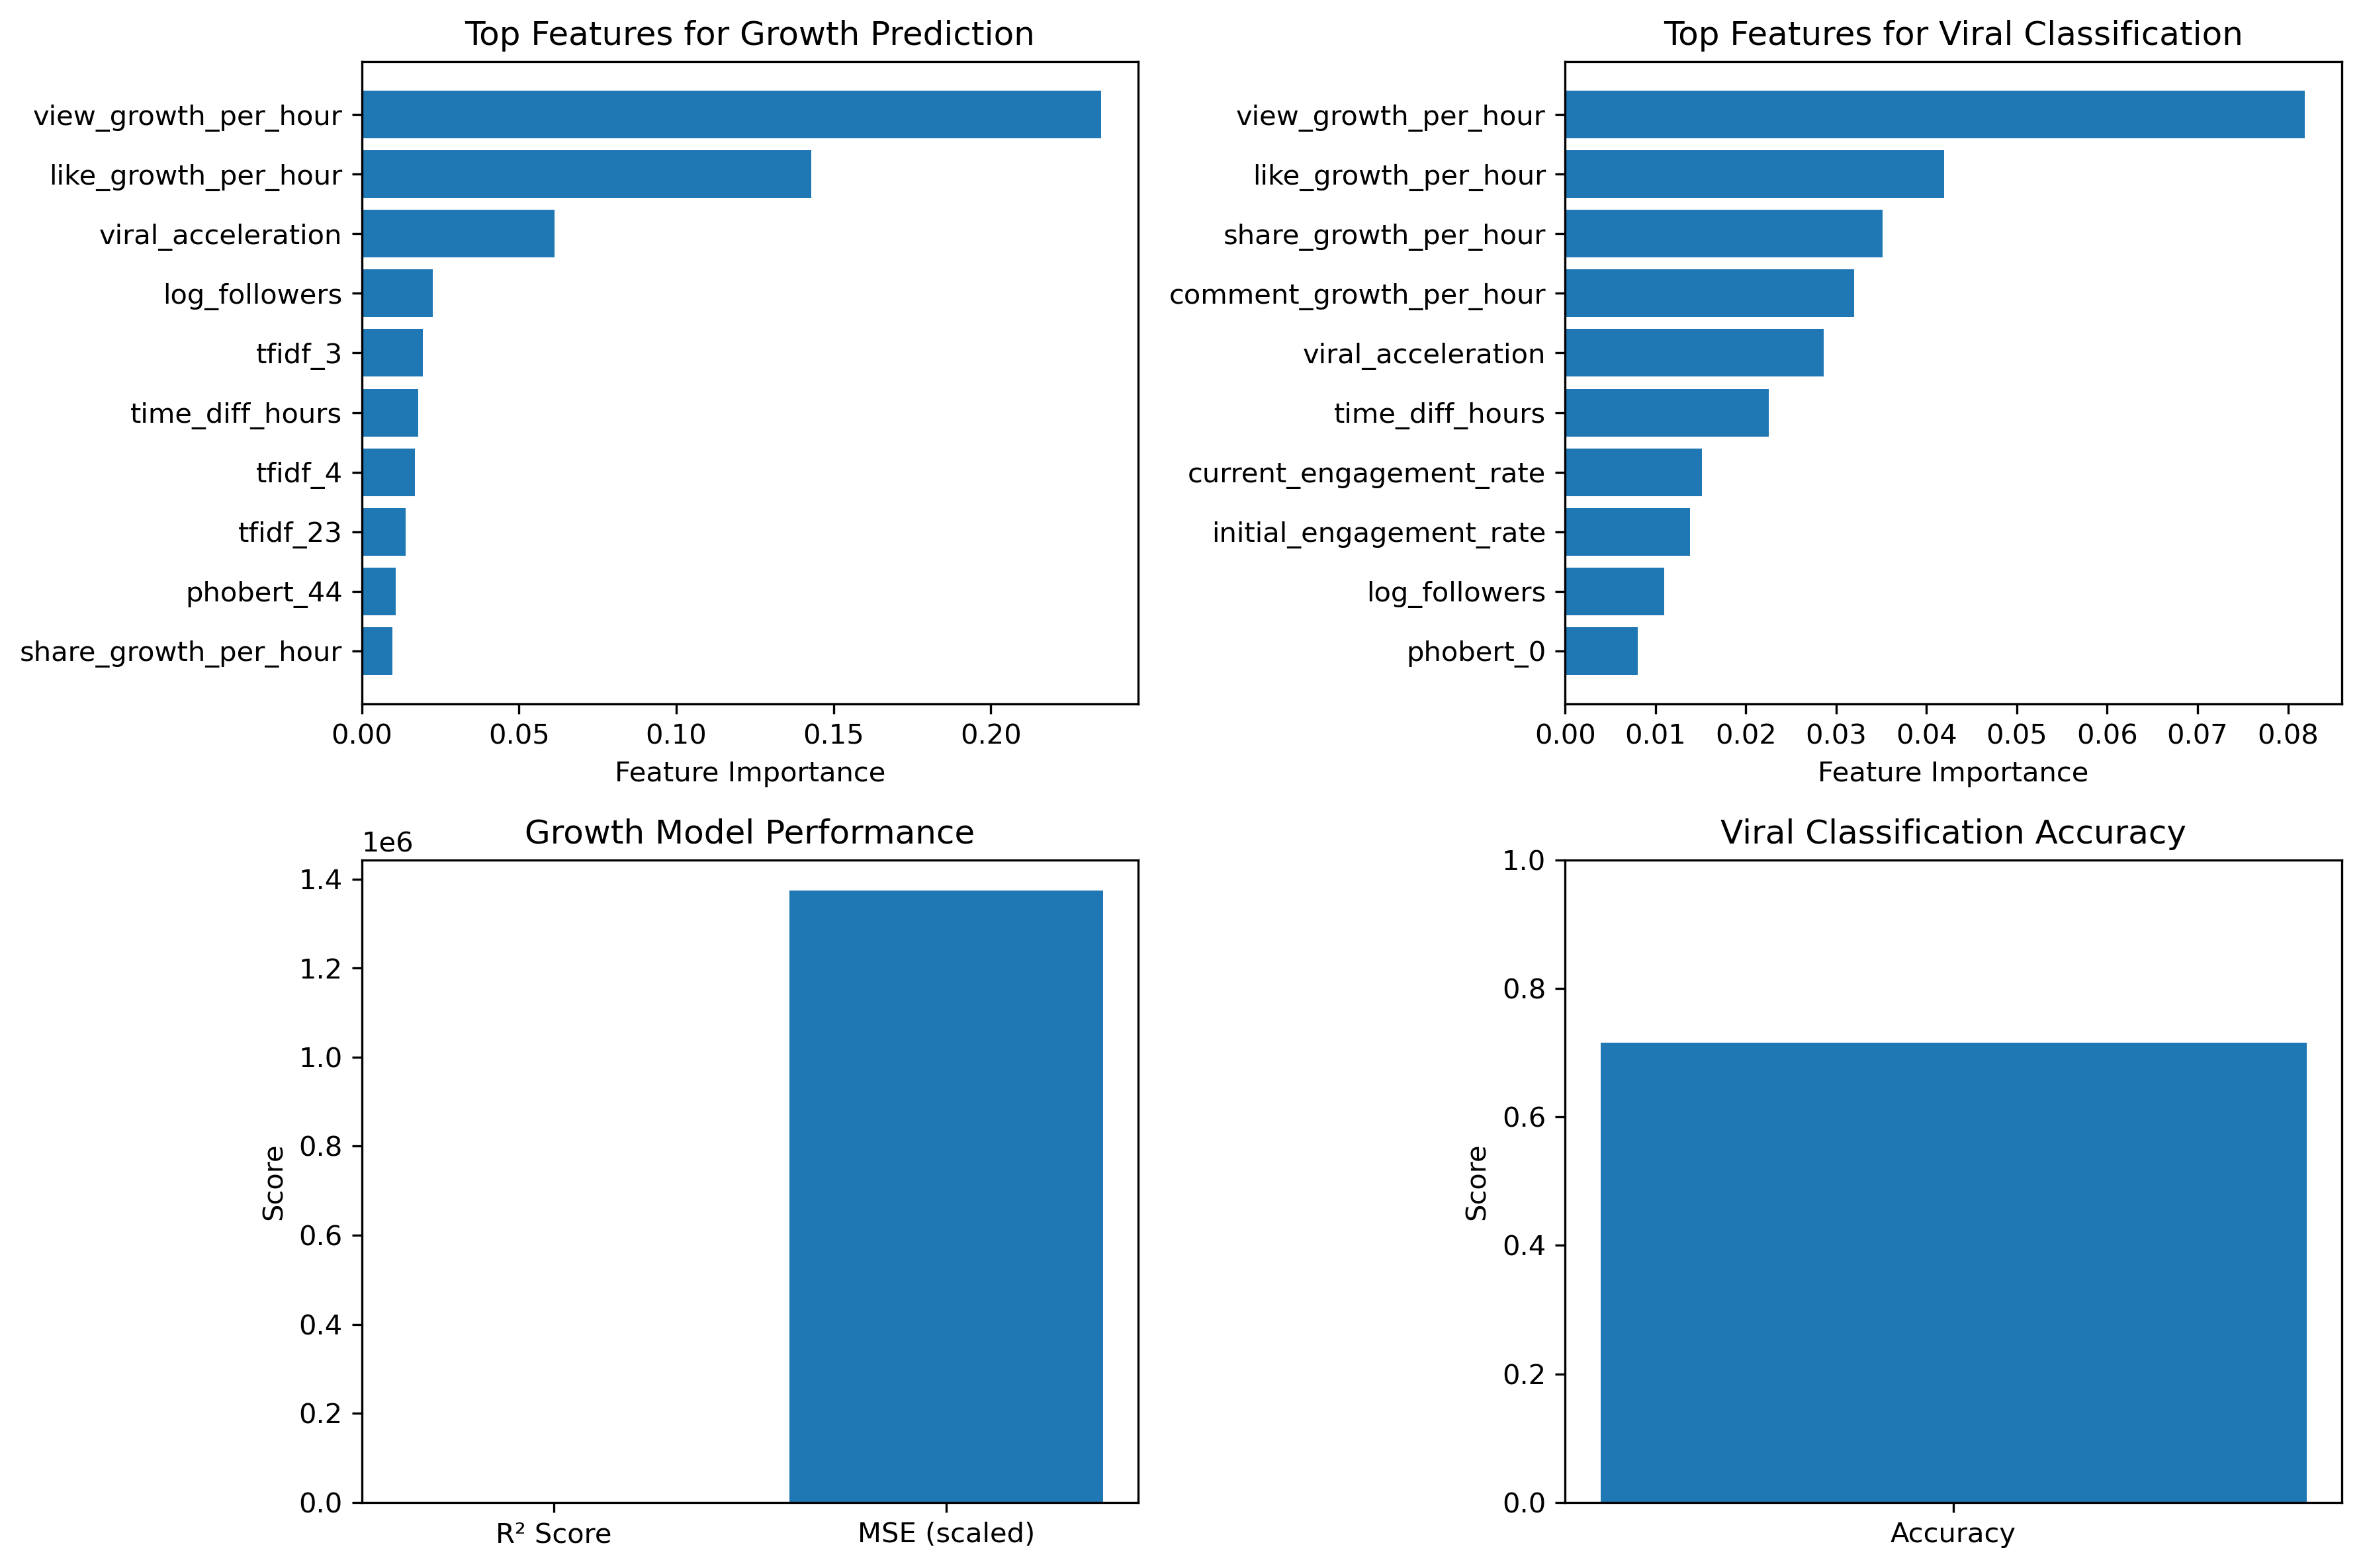 Top Features for Growth Prediction
view_growth_per_hour
like_growth_per_hour
viral_acceleration
log_followers
tfidf_3
time_diff_hours
tfidf_4
tfidf_23
phobert_44
share_growth_per_hour
0.00 0.05 0.10 0.15 0.20
Feature Importance
Top Features for Viral Classification
view_growth_per_hour
like_growth_per_hour
share_growth_per_hour
comment_growth_per_hour
viral_acceleration
time_diff_hours
current_engagement_rate
initial_engagement_rate
log_followers
phobert_0
0.00 0.01 0.02 0.03 0.04 0.05 0.06 0.07 0.08
Feature Importance
Growth Model Performance
1e6
1.4
1.2
1.0
0.8
0.6
0.4
0.2
0.0
Score
R² Score MSE (scaled)
Viral Classification Accuracy
1.0
0.8
0.6
0.4
0.2
0.0
Score
Accuracy